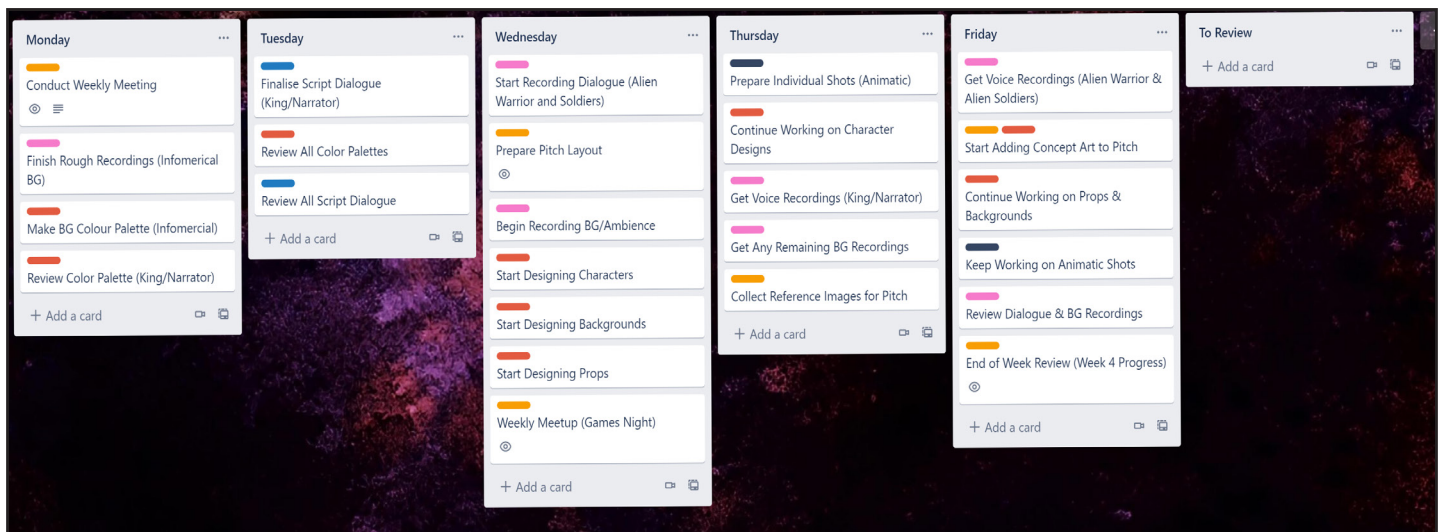 Monday
Conduct Weekly Meeting
Finish Rough Recordings (Infomerical
BG)
Make BG Colour Palette (Infomercial)
Review Color Palette (King/Narrator)
+ Add a card
Tuesday
Finalise Script Dialogue
(King/Narrator)
Review All Color Palettes
Review All Script Dialogue
+ Add a card
Wednesday
Start Recording Dialogue (Alien
Warrior and Soldiers)
Prepare Pitch Layout
Begin Recording BG/Ambience
Start Designing Characters
Start Designing Backgrounds
Start Designing Props
Weekly Meetup (Games Night)
+ Add a card
Thursday
Prepare Individual Shots (Animatic)
Continue Working on Character
Designs
Get Voice Recordings (King/Narrator)
Get Any Remaining BG Recordings
Collect Reference Images for Pitch
+ Add a card
Friday
Get Voice Recordings (Alien Warrior &
Alien Soldiers)
Start Adding Concept Art to Pitch
Continue Working on Props &
Backgrounds
Keep Working on Animatic Shots
Review Dialogue & BG Recordings
End of Week Review (Week 4 Progress)
+ Add a card
To Review
+ Add a card